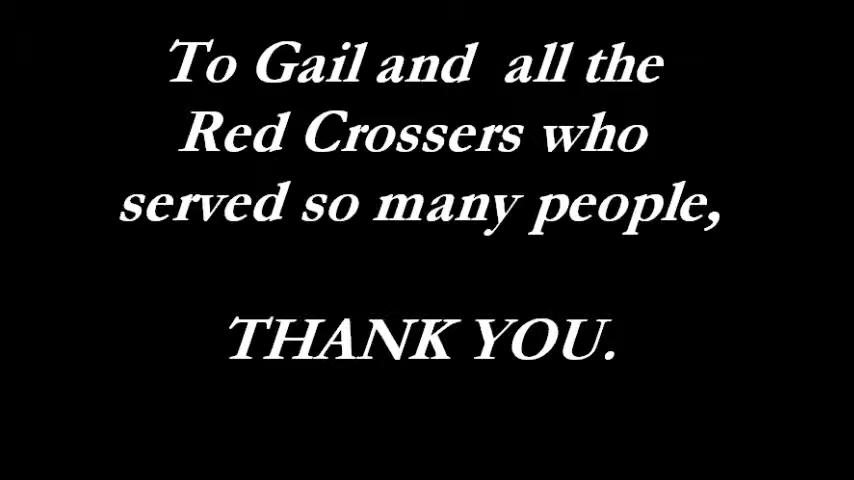 To Gail and  all the
Red Crossers who
served so many people,
THANK YOU.